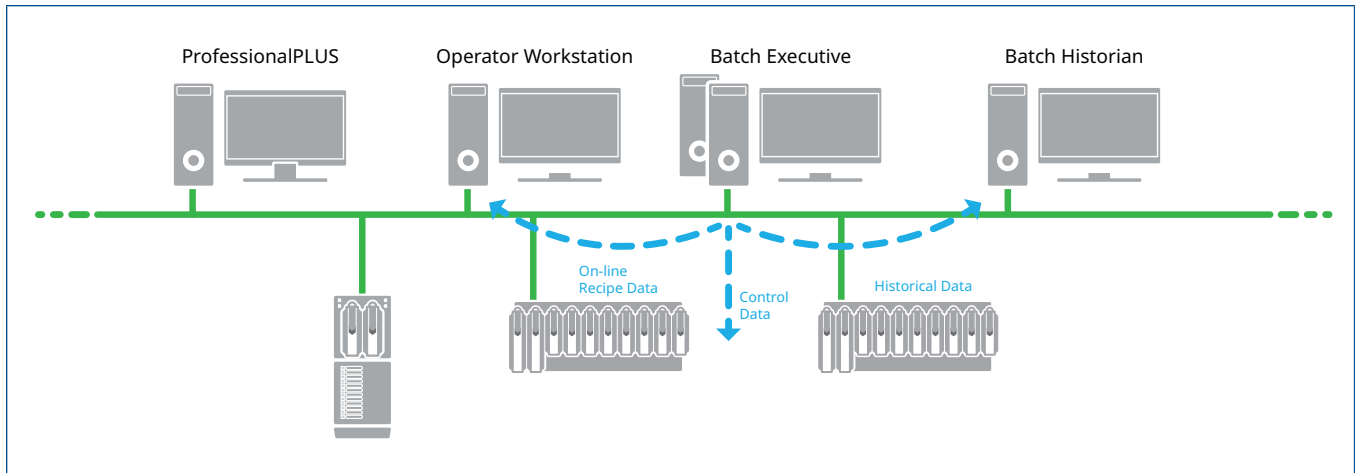 ProfessionalPLUS
Operator Workstation
Batch Executive
Batch Historian
On-line
Recipe Data
Control
Data
Historical Data